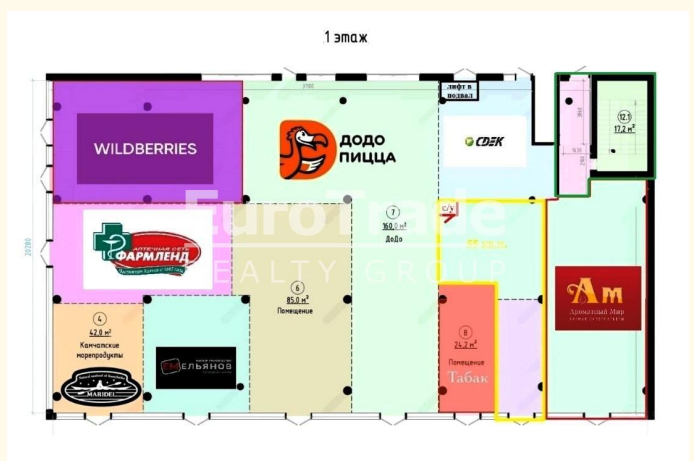 1 этаж
лифт в
подвал
12.1
17,2 м²
WILDBERRIES
ДОДО
ПИЦЦА
CDEK
EuroTrade
REALTY GROUP
АПТЕЧНАЯ СЕТЬ
ФАРМЛЕНД
7
160,0 м²
ДоДо
с/у
6
85.0 м²
Помещение
4
42,0 м²
Камчатские
морепродукты
MARIDEL
ЕМЕЛЬЯНОВ
8
24,2 м²
Помещение
Табак
Ам
Ароматный Мир